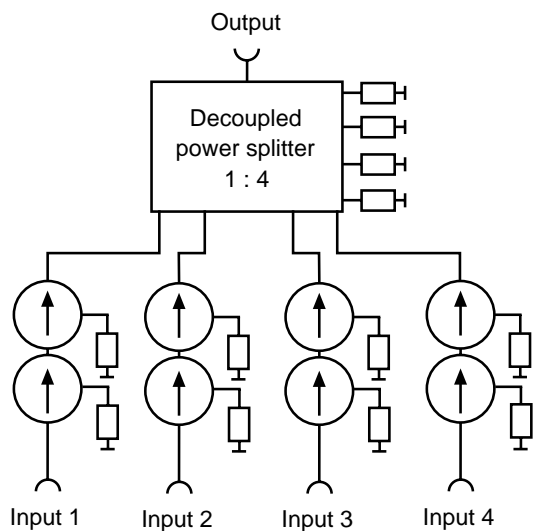 Output
Decoupled
power splitter
1 : 4
Input 1
Input 2
Input 3
Input 4